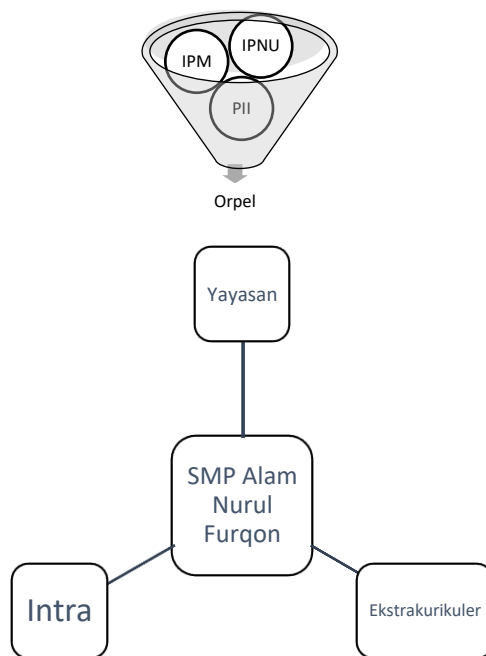 IPM
IPNU
PII
Orpel
Yayasan
SMP Alam
Nurul
Furqon
Intra
Ekstrakurikuler